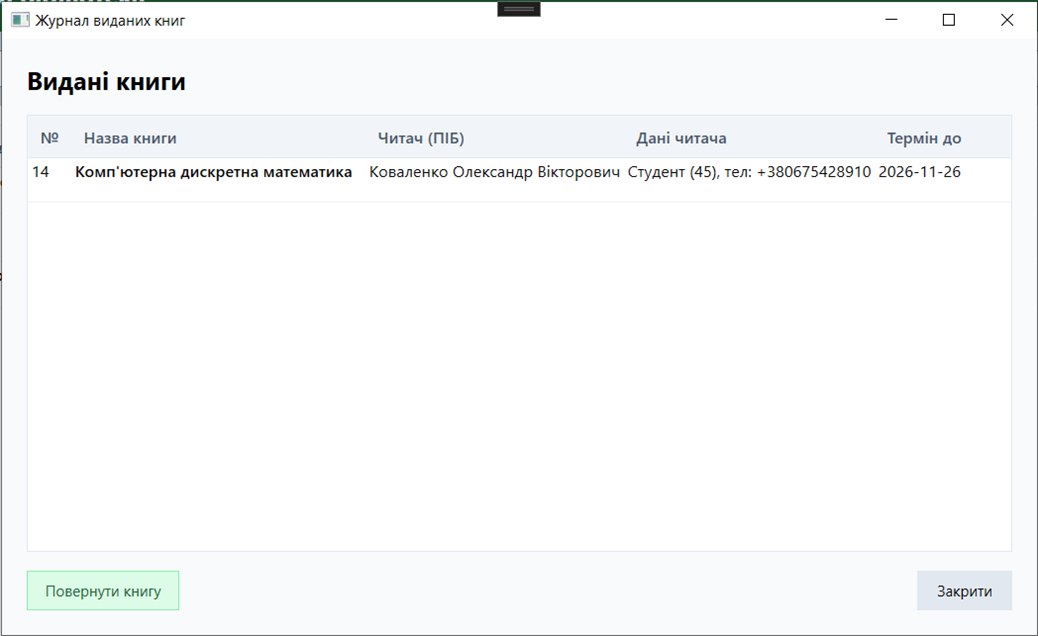 Журнал виданих книг
Видані книги
№ Назва книги Читач (ПІБ) Дані читача Термін до
14 Комп'ютерна дискретна математика Коваленко Олександр Вікторович Студент (45), тел: +380675428910 2026-11-26
Повернути книгу Закрити